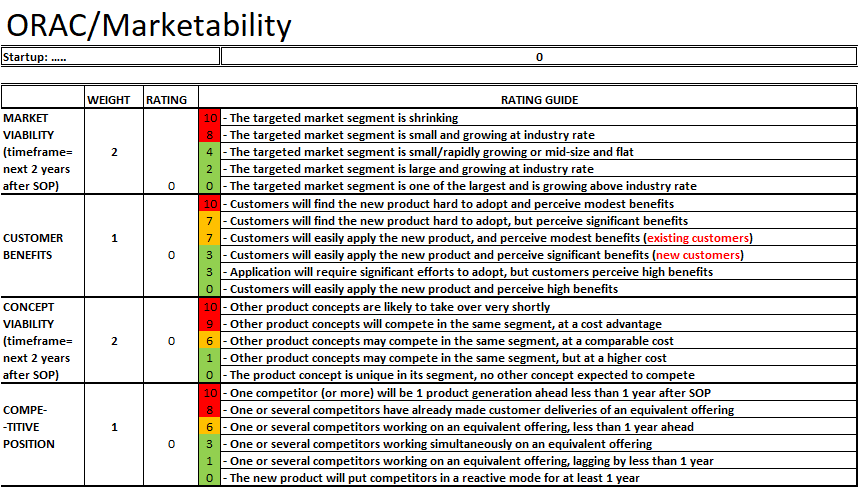 ORAC/Marketability
Startup: ..... 0
WEIGHT RATING RATING GUIDE
MARKET 10 - The targeted market segment is shrinking
VIABILITY 8 - The targeted market segment is small and growing at industry rate
(timeframe= 2 4 - The targeted market segment is small/rapidly growing or mid-size and flat
next 2 years 2 - The targeted market segment is large and growing at industry rate
after SOP) 0 0 - The targeted market segment is one of the largest and is growing above industry rate
10 - Customers will find the new product hard to adopt and perceive modest benefits
7 - Customers will find the new product hard to adopt, but perceive significant benefits
CUSTOMER 1 7 - Customers will easily apply the new product, and perceive modest benefits (existing customers)
BENEFITS 0 3 - Customers will easily apply the new product and perceive significant benefits (new customers)
3 - Application will require significant efforts to adopt, but customers perceive high benefits
0 - Customers will easily apply the new product and perceive high benefits
CONCEPT 10 - Other product concepts are likely to take over very shortly
VIABILITY 9 - Other product concepts will compete in the same segment, at a cost advantage
(timeframe= 2 0 6 - Other product concepts may compete in the same segment, at a comparable cost
next 2 years 1 - Other product concepts may compete in the same segment, but at a higher cost
after SOP) 0 - The product concept is unique in its segment, no other concept expected to compete
10 - One competitor (or more) will be 1 product generation ahead less than 1 year after SOP
COMPE- 8 - One or several competitors have already made customer deliveries of an equivalent offering
-TITIVE 1 6 - One or several competitors working on an equivalent offering, less than 1 year ahead
POSITION 0 3 - One or several competitors working simultaneously on an equivalent offering
1 - One or several competitors working on an equivalent offering, lagging by less than 1 year
0 - The new product will put competitors in a reactive mode for at least 1 year